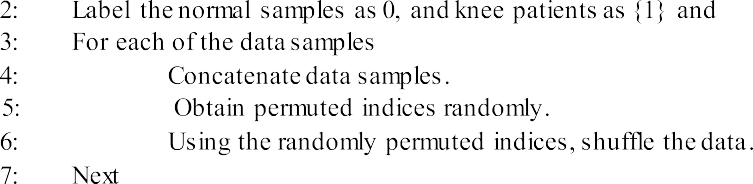 2: Label the normal samples as 0, and knee patients as {1} and
3: For each of the data samples
4: Concatenate data samples.
5: Obtain permuted indices randomly.
6: Using the randomly permuted indices, shuffle the data.
7: Next